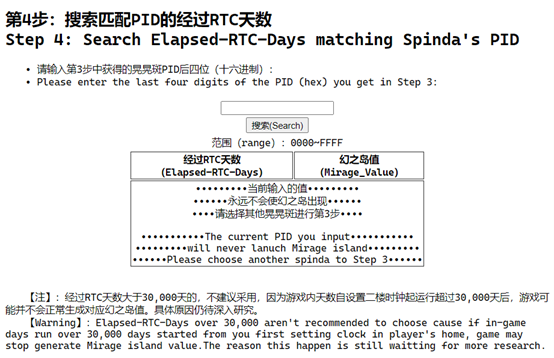 第4步: 搜索匹配PID的经过RTC天数
Step 4: Search Elapsed-RTC-Days matching Spinda's PID
• 请输入第3步中获得的晃晃斑PID后四位（十六进制）:
• Please enter the last four digits of the PID (hex) you get in Step 3:
搜索(Search)
范围（range）: 0000~FFFF
经过RTC天数 幻之岛值
(Elapsed-RTC-Days) (Mirage_Value)
•••••••••当前输入的值•••••••••
••••••永远不会使幻之岛出现••••••
••••请选择其他晃晃斑进行第3步••••
•••••••••••The current PID you input•••••••••••
•••••••••will never lanuch Mirage island•••••••••
••••••Please choose another spinda to Step 3••••••
【注】: 经过RTC天数大于30,000天的，不建议采用，因为游戏内天数自设置二楼时钟起运行超过30,000天后，游戏可
能并不会正常生成对应幻之岛值。具体原因仍待深入研究。
【Warning】: Elapsed-RTC-Days over 30,000 aren't recommended to choose cause if in-game
days run over 30,000 days started from you first setting clock in player's home, game may
stop generate Mirage island value.The reason this happen is still waitting for more research.